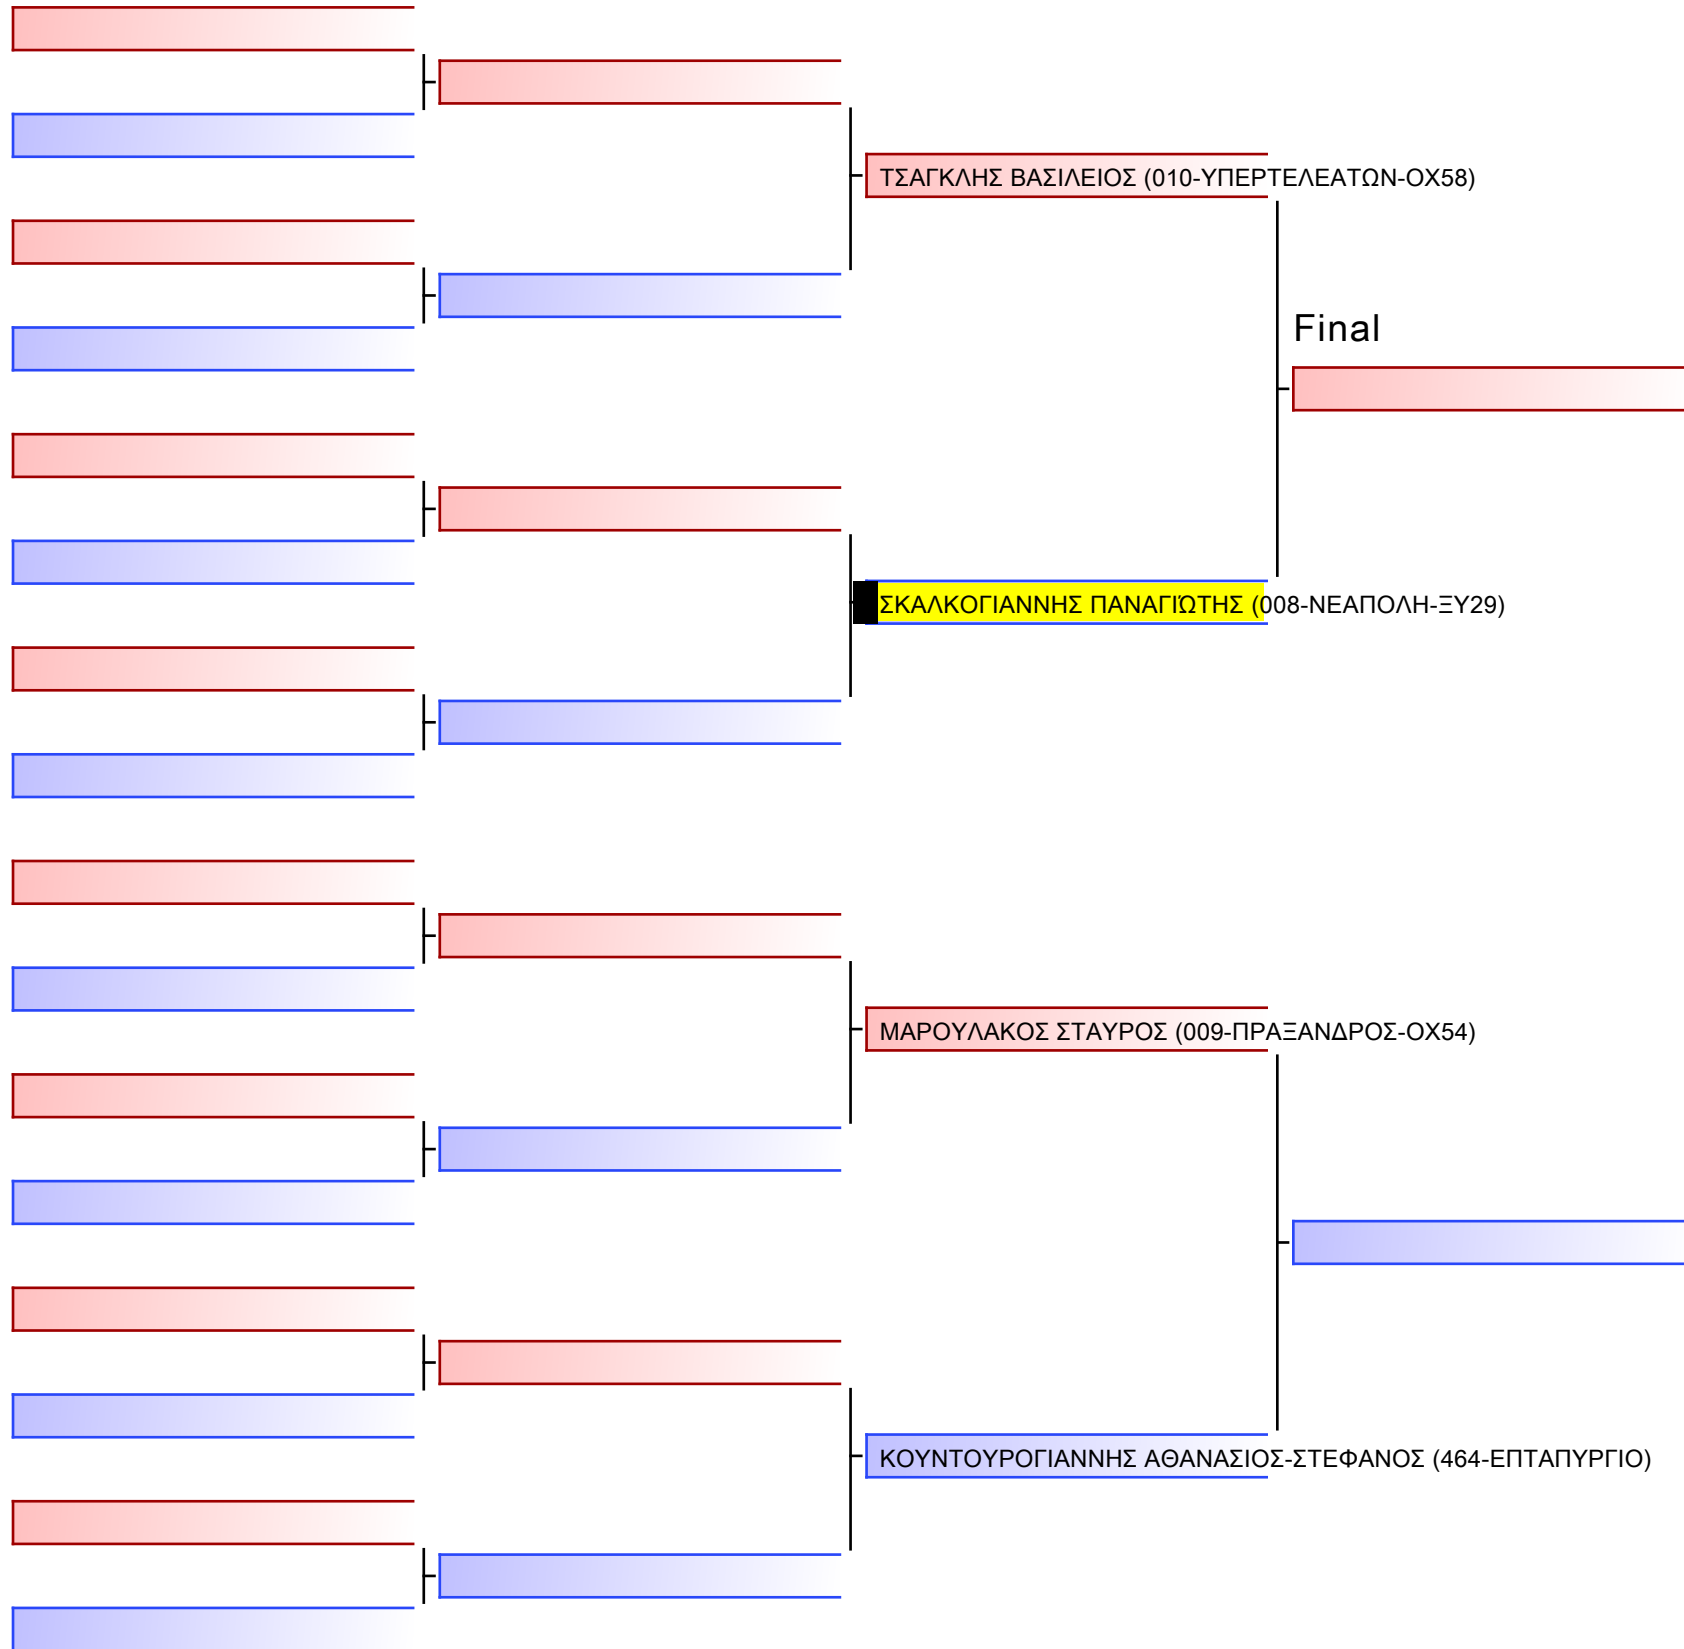 ΤΣΑΓΚΛΗΣ ΒΑΣΙΛΕΙΟΣ (010-ΥΠΕΡΤΕΛΕΑΤΩΝ-ΟΧ58)
Final
ΣΚΑΛΚΟΓΙΑΝΝΗΣ ΠΑΝΑΓΙΏΤΗΣ (008-ΝΕΑΠΟΛΗ-ΞΥ29)
ΜΑΡΟΥΛΑΚΟΣ ΣΤΑΥΡΟΣ (009-ΠΡΑΞΑΝΔΡΟΣ-ΟΧ54)
ΚΟΥΝΤΟΥΡΟΓΙΑΝΝΗΣ ΑΘΑΝΑΣΙΟΣ-ΣΤΕΦΑΝΟΣ (464-ΕΠΤΑΠΥΡΓΙΟ)